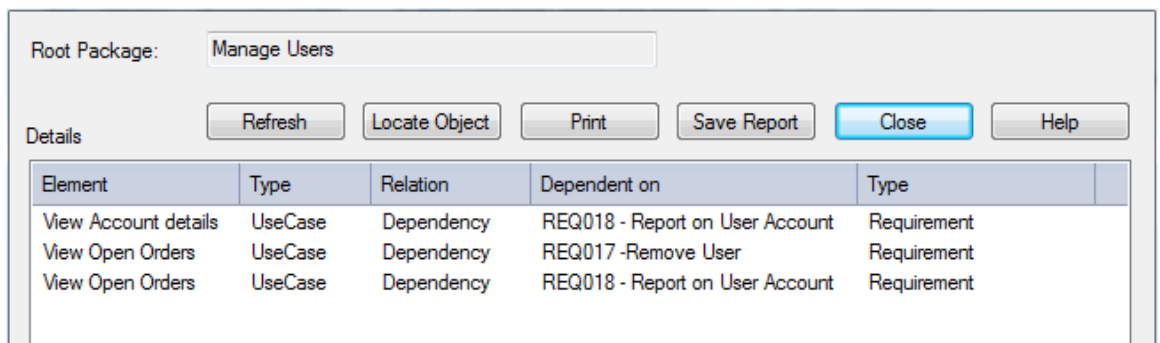 Root Package: Manage Users
Details Refresh Locate Object Print Save Report Close Help
Element Type Relation Dependent on Type
View Account details UseCase Dependency REQ018 - Report on User Account Requirement
View Open Orders UseCase Dependency REQ017 -Remove User Requirement
View Open Orders UseCase Dependency REQ018 - Report on User Account Requirement